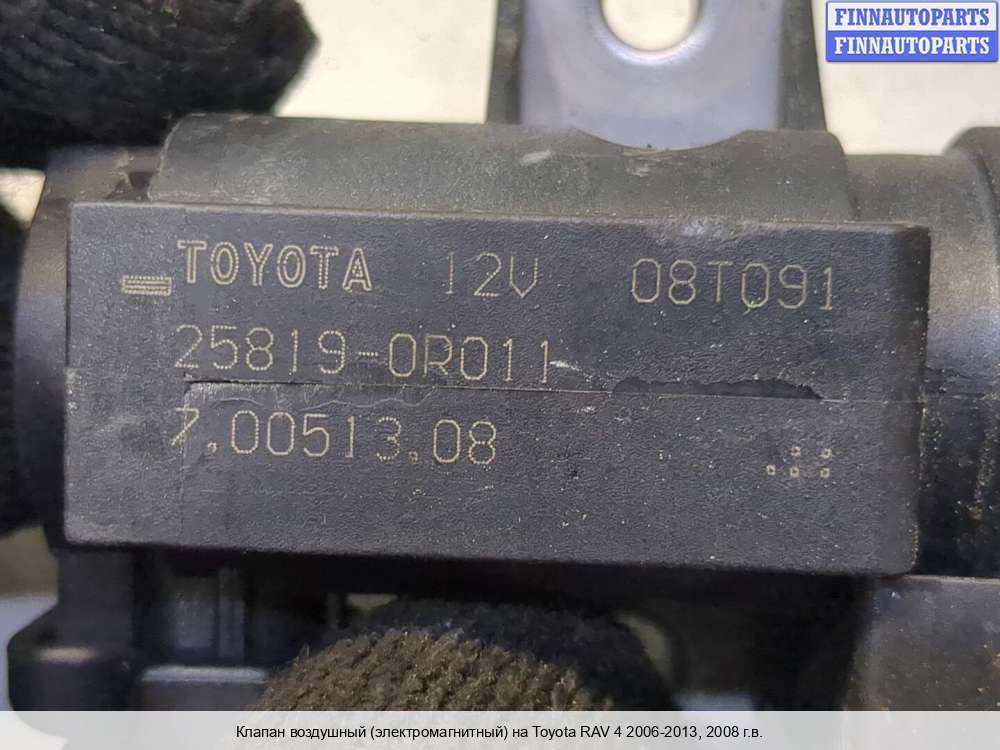 FINNAUTOPARTS
FINNAUTOPARTS
TOYOTA 12V 08T091
25819-0R011
7.00513.08
Клапан воздушный (электромагнитный) на Toyota RAV 4 2006-2013, 2008 г.в.